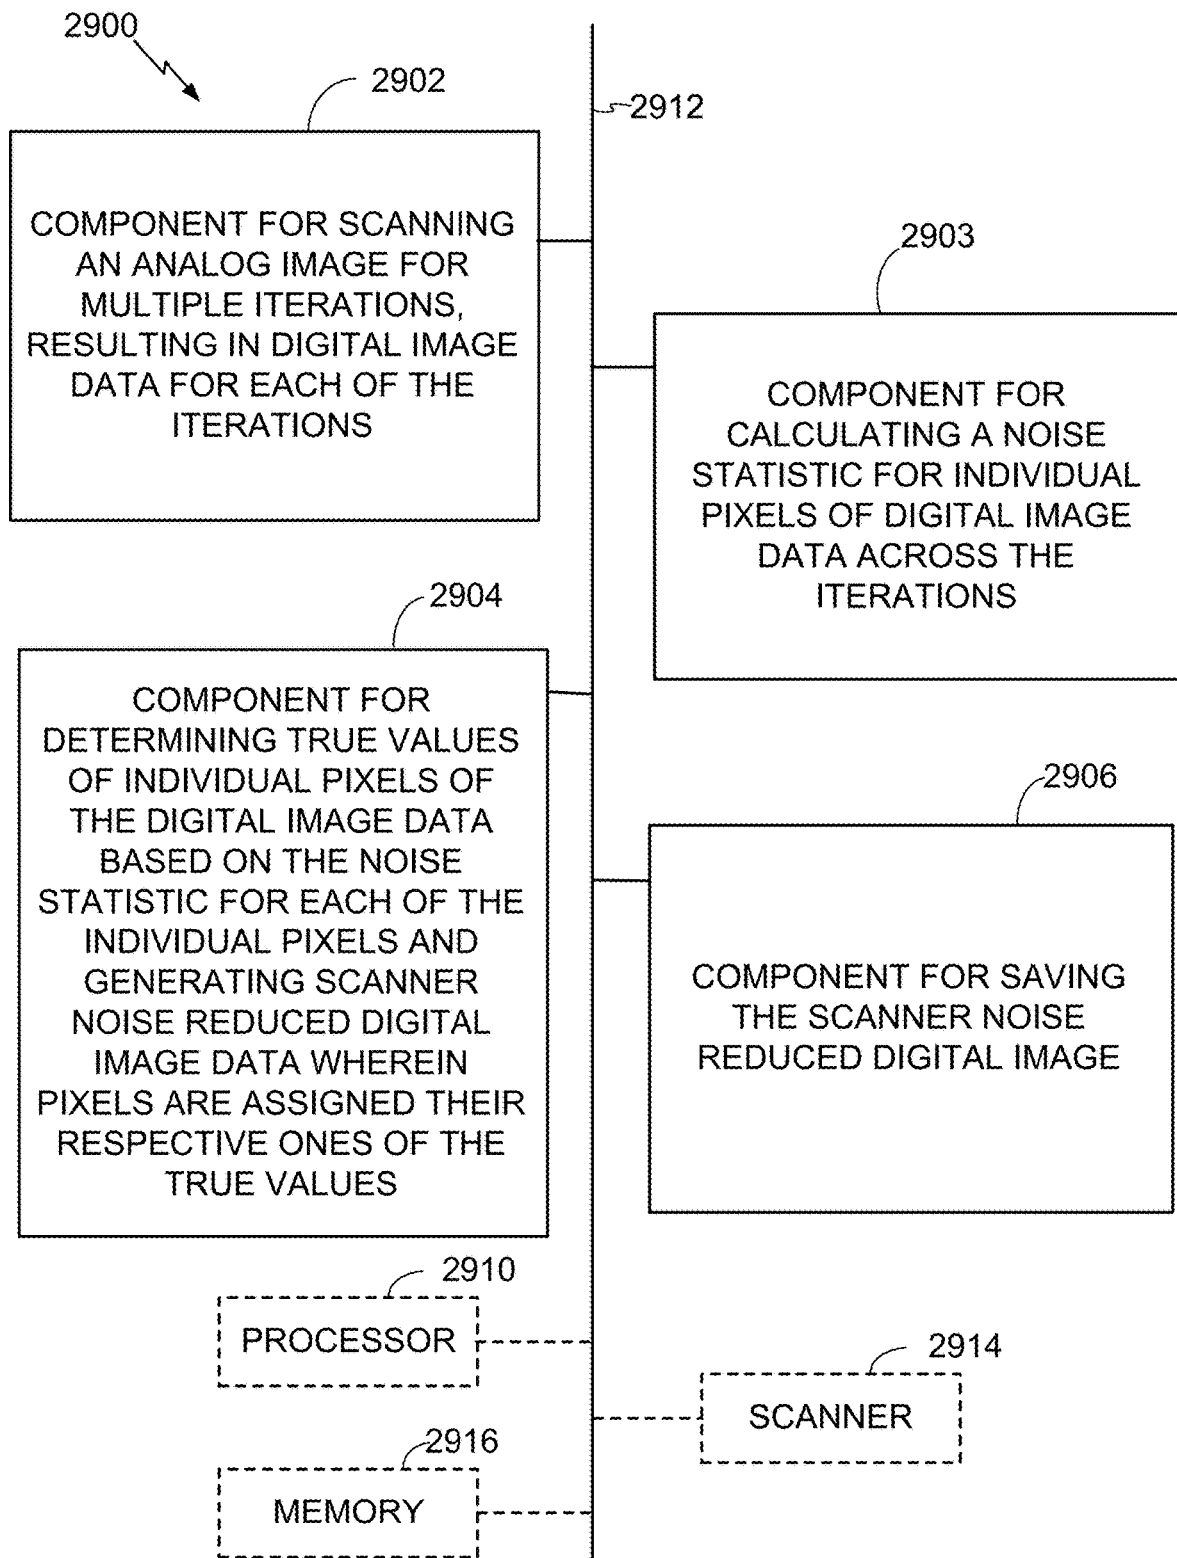 2900
2902
2912
COMPONENT FOR SCANNING
AN ANALOG IMAGE FOR
MULTIPLE ITERATIONS,
RESULTING IN DIGITAL IMAGE
DATA FOR EACH OF THE
ITERATIONS
2903
COMPONENT FOR
CALCULATING A NOISE
STATISTIC FOR INDIVIDUAL
PIXELS OF DIGITAL IMAGE
DATA ACROSS THE
ITERATIONS
2904
COMPONENT FOR
DETERMINING TRUE VALUES
OF INDIVIDUAL PIXELS OF
THE DIGITAL IMAGE DATA
BASED ON THE NOISE
STATISTIC FOR EACH OF THE
INDIVIDUAL PIXELS AND
GENERATING SCANNER
NOISE REDUCED DIGITAL
IMAGE DATA WHEREIN
PIXELS ARE ASSIGNED THEIR
RESPECTIVE ONES OF THE
TRUE VALUES
2906
COMPONENT FOR SAVING
THE SCANNER NOISE
REDUCED DIGITAL IMAGE
2910
PROCESSOR
2914
SCANNER
2916
MEMORY